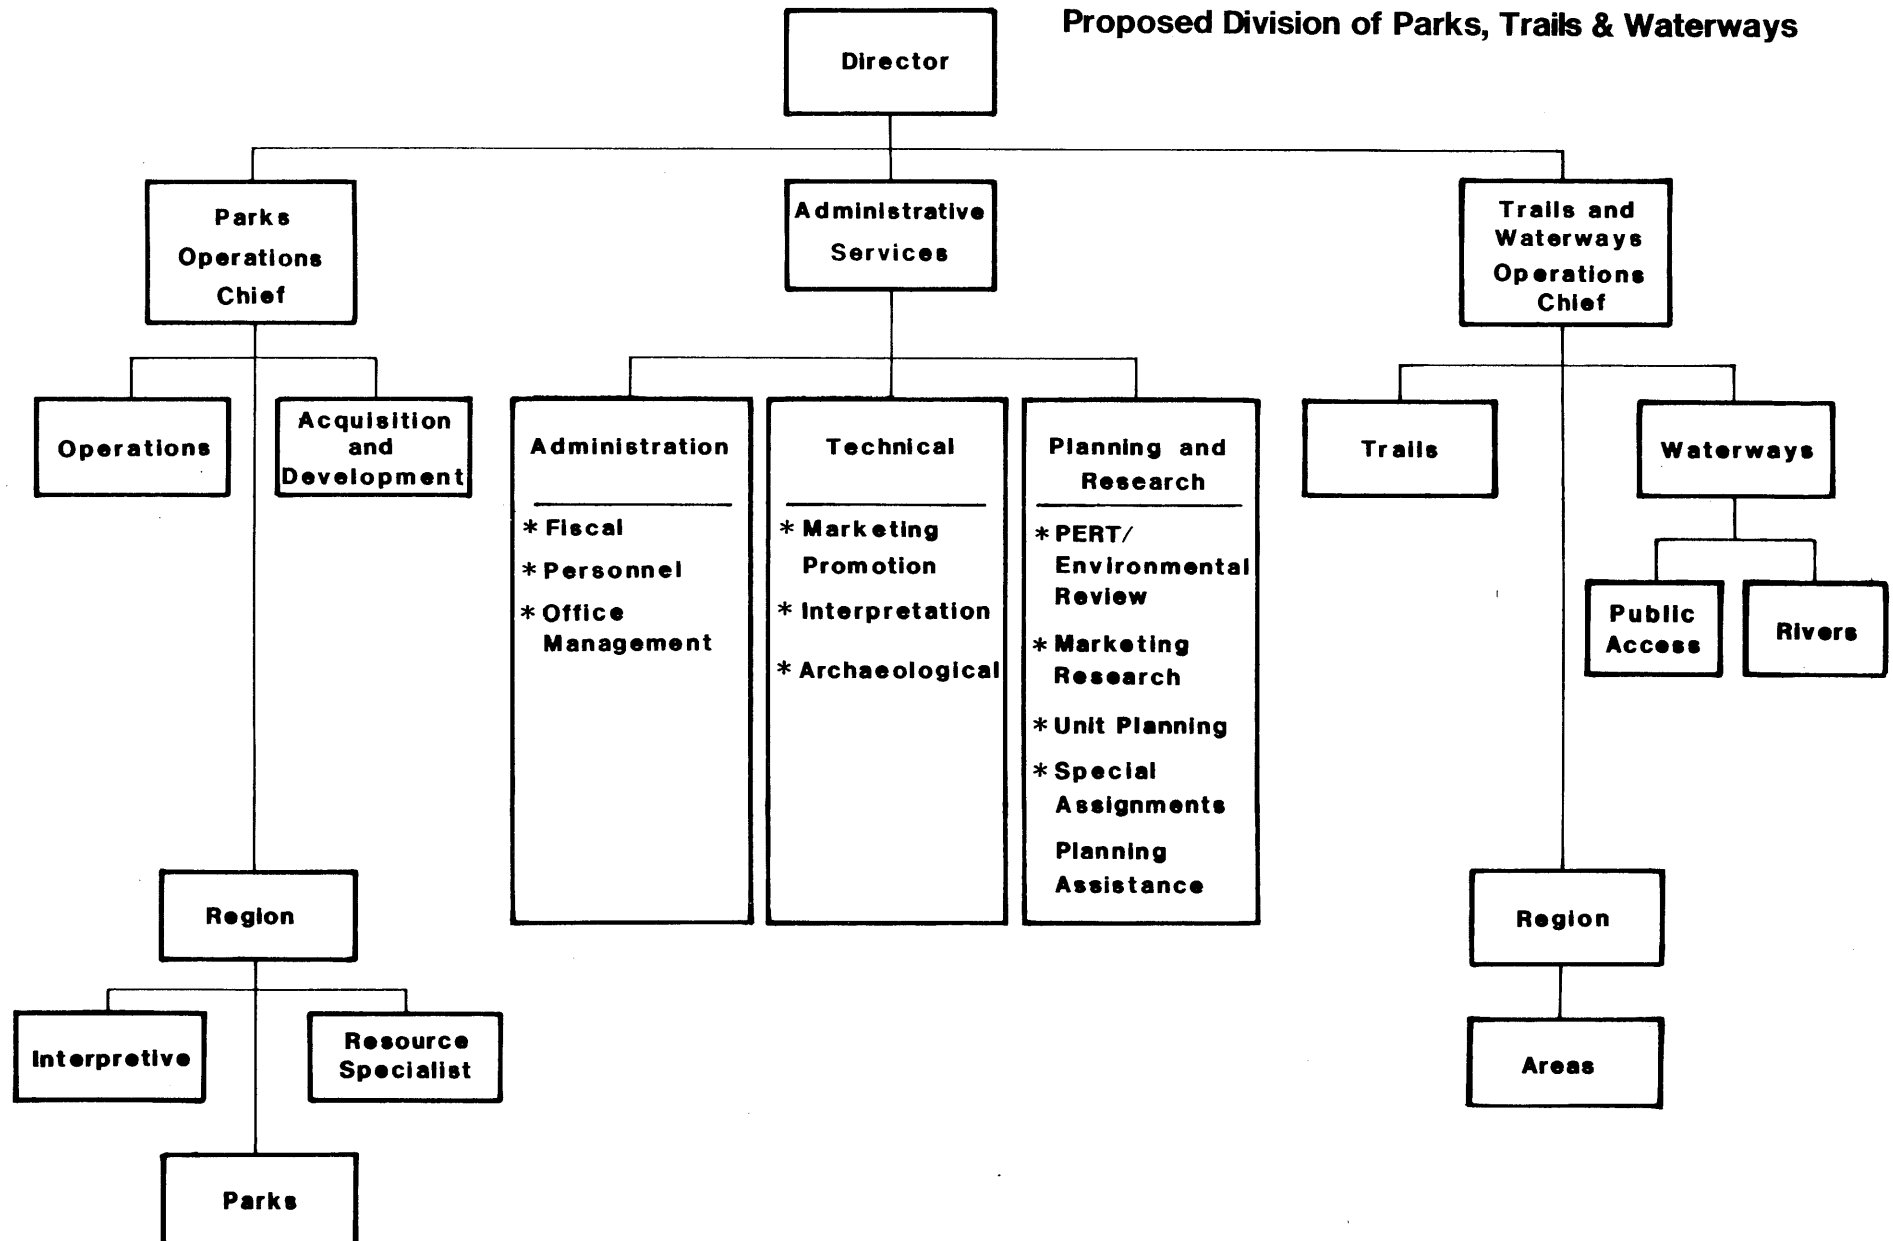 Proposed Division of Parks, Trails & Waterways
Director
Parks
Operations
Chief
Administrative
Services
Trails and
Waterways
Operations
Chief
Operations
Acquisition
and
Development
Administration
* Fiscal
* Personnel
* Office
Management
Technical
* Marketing
Promotion
* Interpretation
* Archaeological
Planning and
Research
* PERT/
Environmental
Review
* Marketing
Research
* Unit Planning
* Special
Assignments
Planning
Assistance
Trails
Waterways
Public
Access
Rivers
Region
Interpretive
Resource
Specialist
Parks
Region
Areas